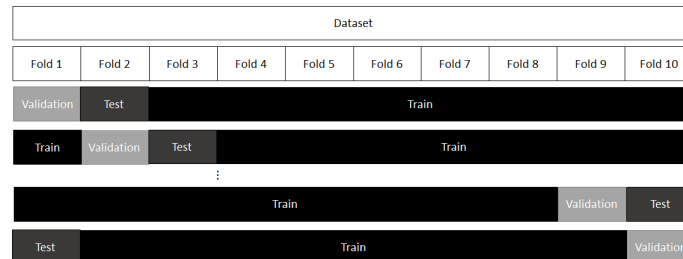 Dataset
Fold 1 Fold 2 Fold 3 Fold 4 Fold 5 Fold 6 Fold 7 Fold 8 Fold 9 Fold 10
Validation Test Train
Train Validation Test Train
⋮
Train Validation Test
Test Train Validation